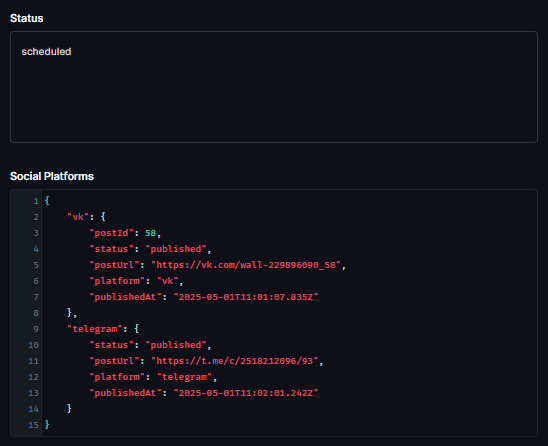 Status
scheduled
Social Platforms
1 {
2 "vk": {
3 "postId": 58,
4 "status": "published",
5 "postUrl": "https://vk.com/wall-229896090_58",
6 "platform": "vk",
7 "publishedAt": "2025-05-01T11:01:07.835Z"
8 },
9 "telegram": {
10 "status": "published",
11 "postUrl": "https://t.me/c/2518212096/93",
12 "platform": "telegram",
13 "publishedAt": "2025-05-01T11:02:01.242Z"
14 }
15 }